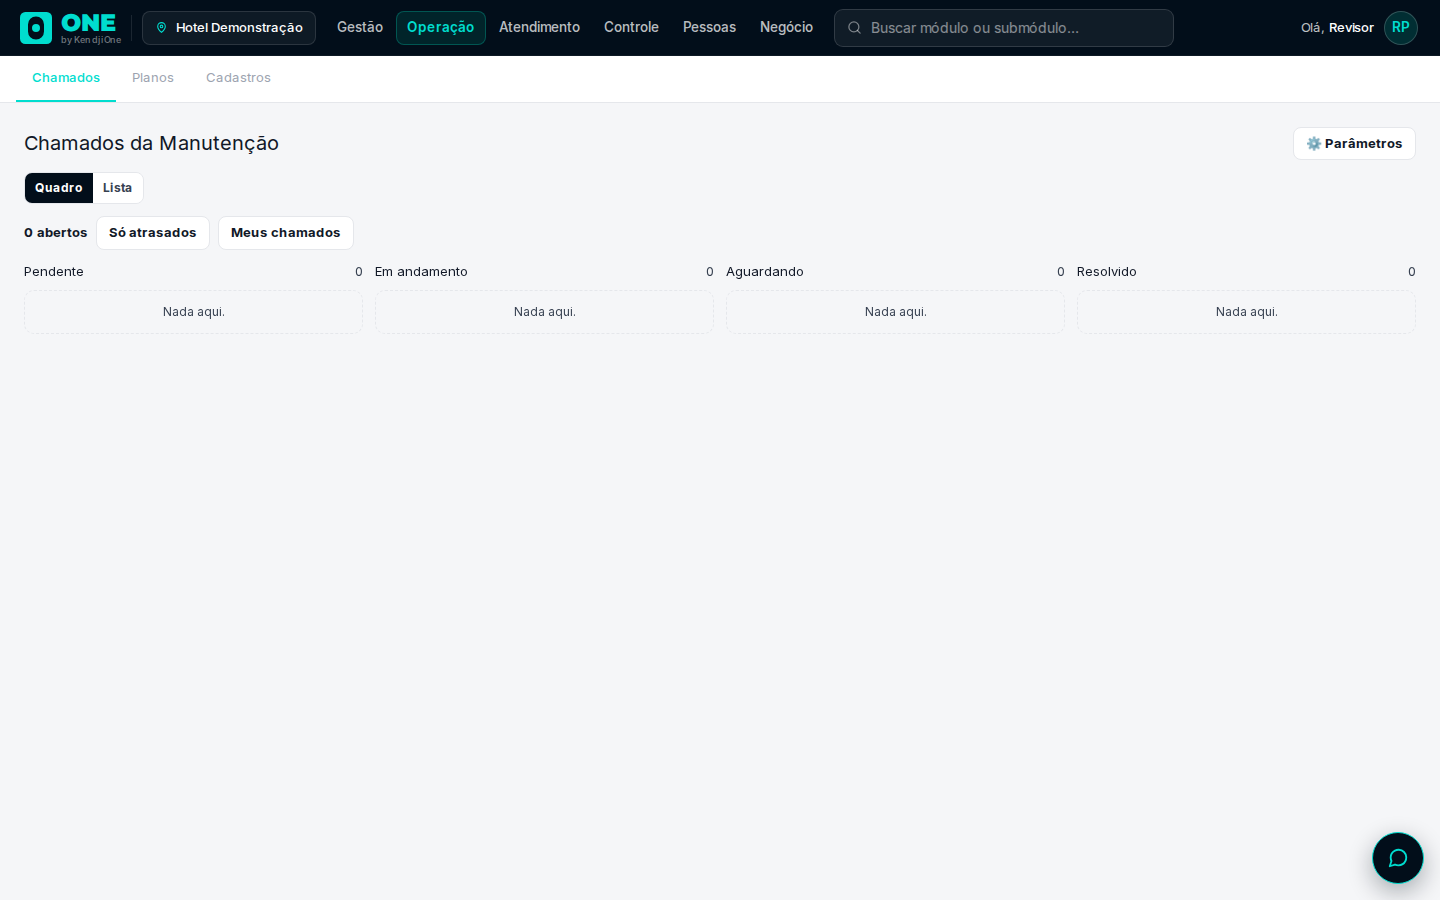 ONE
by KendjiOne
Hotel Demonstração
Gestão
Operação
Atendimento
Controle
Pessoas
Negócio
Buscar módulo ou submódulo...
Olá, Revisor
RP
Chamados
Planos
Cadastros
Chamados da Manutenção
Parâmetros
Quadro
Lista
0 abertos
Só atrasados
Meus chamados
Pendente 0
Em andamento 0
Aguardando 0
Resolvido 0
Nada aqui.
Nada aqui.
Nada aqui.
Nada aqui.